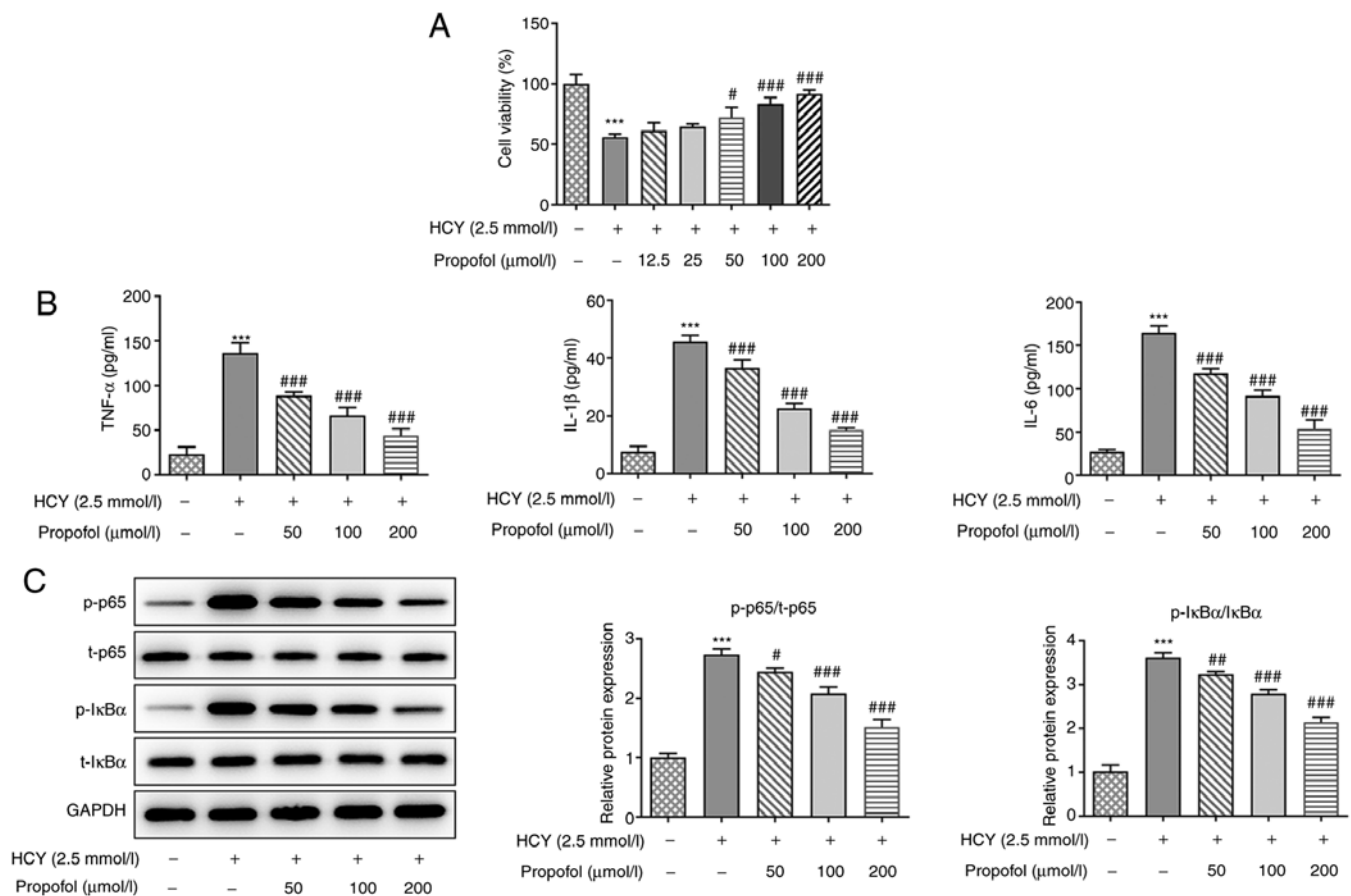 A
Cell viability (%)
150
100
50
0
***
#
###
###
HCY (2.5 mmol/l) – + + + + + +
Propofol (μmol/l) – – 12.5 25 50 100 200
B
TNF-α (pg/ml)
200
150
100
50
0
***
###
###
###
HCY (2.5 mmol/l) – + + + +
Propofol (μmol/l) – – 50 100 200
IL-1β (pg/ml)
60
40
20
0
***
###
###
###
HCY (2.5 mmol/l) – + + + +
Propofol (μmol/l) – – 50 100 200
IL-6 (pg/ml)
200
150
100
50
0
***
###
###
###
HCY (2.5 mmol/l) – + + + +
Propofol (μmol/l) – – 50 100 200
C
p-p65
t-p65
p-IκBα
t-IκBα
GAPDH
HCY (2.5 mmol/l) – + + + +
Propofol (μmol/l) – – 50 100 200
p-p65/t-p65
Relative protein expression
3
2
1
0
***
#
###
###
HCY (2.5 mmol/l) – + + + +
Propofol (μmol/l) – – 50 100 200
p-IκBα/IκBα
Relative protein expression
4
3
2
1
0
***
##
###
###
HCY (2.5 mmol/l) – + + + +
Propofol (μmol/l) – – 50 100 200